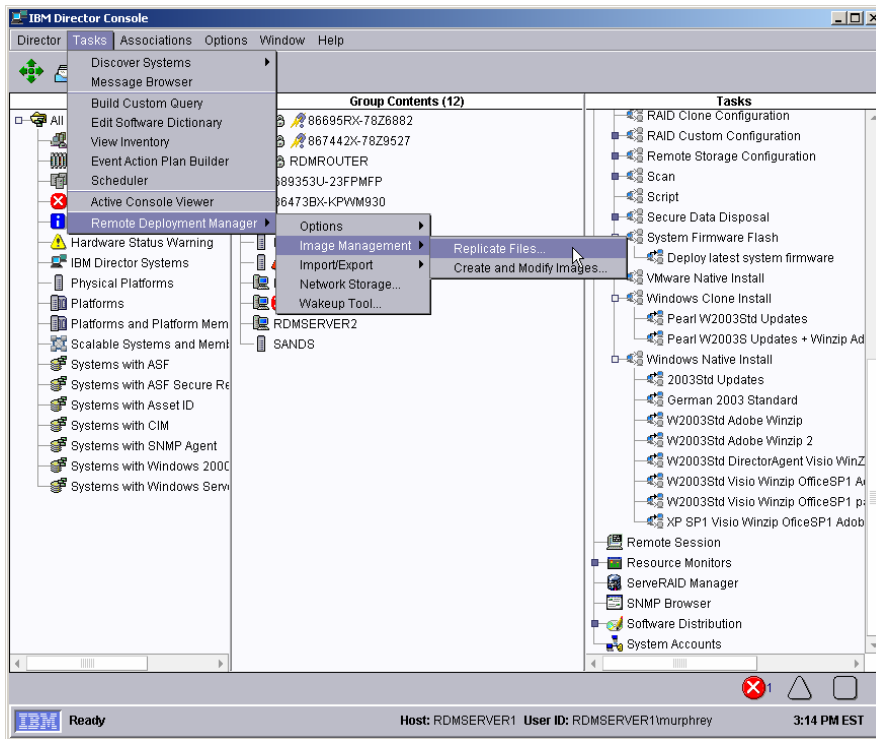 IBM Director Console
Director Tasks Associations Options Window Help
Discover Systems
Message Browser
Build Custom Query
Edit Software Dictionary
View Inventory
Event Action Plan Builder
Scheduler
Active Console Viewer
Remote Deployment Manager
Options
Image Management
Import/Export
Network Storage...
Wakeup Tool...
Replicate Files...
Create and Modify Images...
All
Hardware Status Warning
IBM Director Systems
Physical Platforms
Platforms
Platforms and Platform Mem
Scalable Systems and Memb
Systems with ASF
Systems with ASF Secure Re
Systems with Asset ID
Systems with CIM
Systems with SNMP Agent
Systems with Windows 2000
Systems with Windows Serve
Group Contents (12)
86695RX-78Z6882
867442X-78Z9527
RDMROUTER
689353U-23FPMFP
86473BX-KPWM930
RDMSERVER2
SANDS
Tasks
RAID Clone Configuration
RAID Custom Configuration
Remote Storage Configuration
Scan
Script
Secure Data Disposal
System Firmware Flash
Deploy latest system firmware
VMware Native Install
Windows Clone Install
Pearl W2003Std Updates
Pearl W2003S Updates + Winzip Ad
Windows Native Install
2003Std Updates
German 2003 Standard
W2003Std Adobe Winzip
W2003Std Adobe Winzip 2
W2003Std DirectorAgent Visio WinZ
W2003Std Visio Winzip OfficeSP1 A
W2003Std Visio Winzip OfficeSP1 p
XP SP1 Visio Winzip OficeSP1 Adob
Remote Session
Resource Monitors
ServeRAID Manager
SNMP Browser
Software Distribution
System Accounts
1
IBM Ready
Host: RDMSERVER1 User ID: RDMSERVER1\murphrey
3:14 PM EST